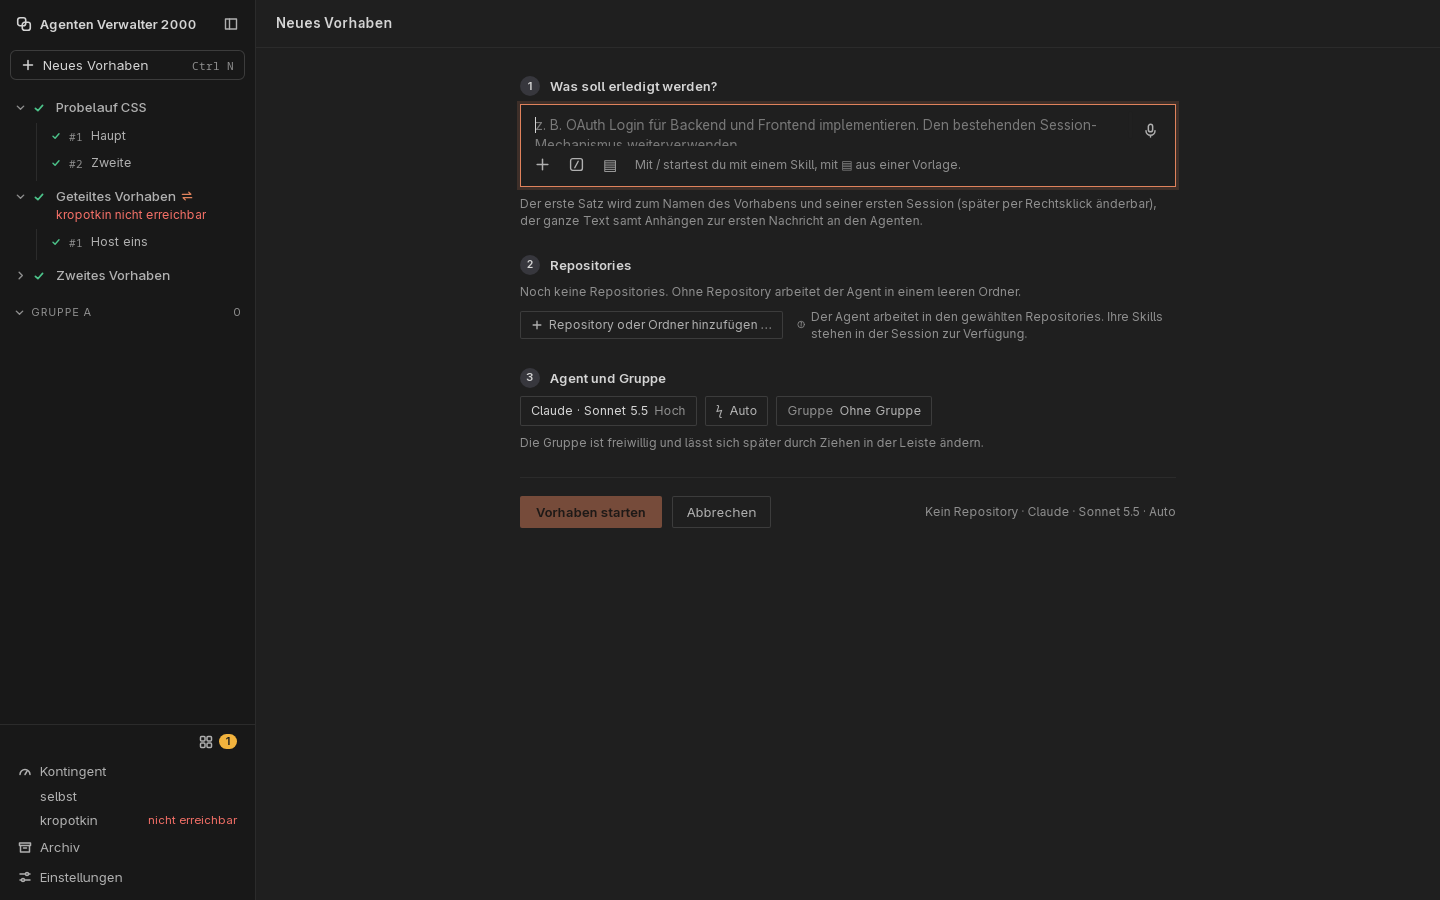 Agenten Verwalter 2000
Neues Vorhaben Ctrl N
Probelauf CSS
#1 Haupt
#2 Zweite
Geteiltes Vorhaben
kropotkin nicht erreichbar
#1 Host eins
Zweites Vorhaben
GRUPPE A 0
1
Kontingent
selbst
kropotkin nicht erreichbar
Archiv
Einstellungen
Neues Vorhaben
1 Was soll erledigt werden?
z. B. OAuth Login für Backend und Frontend implementieren. Den bestehenden Session-
Mechanismus weiterverwenden
Mit / startest du mit einem Skill, mit ▤ aus einer Vorlage.
Der erste Satz wird zum Namen des Vorhabens und seiner ersten Session (später per Rechtsklick änderbar),
der ganze Text samt Anhängen zur ersten Nachricht an den Agenten.
2 Repositories
Noch keine Repositories. Ohne Repository arbeitet der Agent in einem leeren Ordner.
Repository oder Ordner hinzufügen …
Der Agent arbeitet in den gewählten Repositories. Ihre Skills
stehen in der Session zur Verfügung.
3 Agent und Gruppe
Claude · Sonnet 5.5 Hoch
Auto
Gruppe Ohne Gruppe
Die Gruppe ist freiwillig und lässt sich später durch Ziehen in der Leiste ändern.
Vorhaben starten
Abbrechen
Kein Repository · Claude · Sonnet 5.5 · Auto